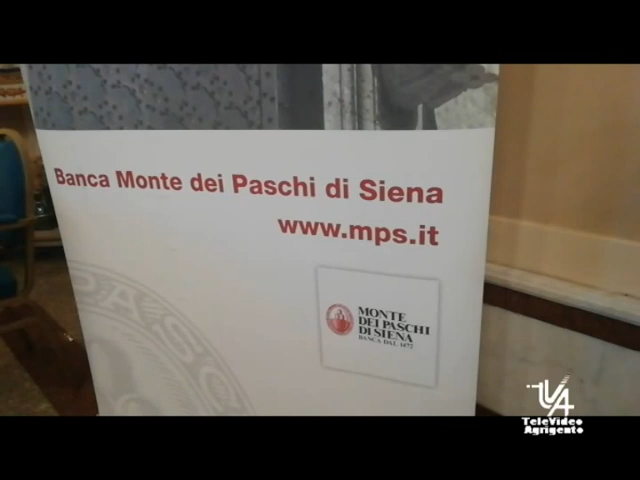 Banca Monte dei Paschi di Siena
www.mps.it
MONTE
DEI PASCHI
DI SIENA
BANCA DAL 1472
TeleVideo
Agrigento